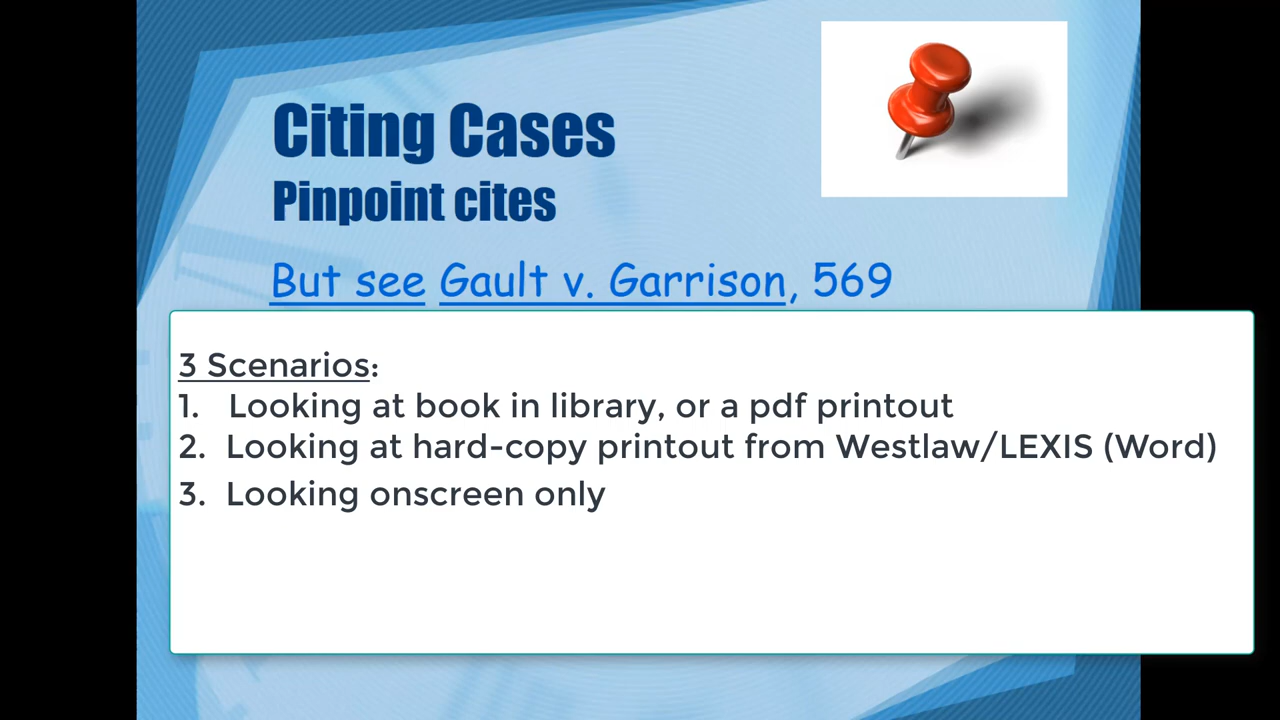 Citing Cases
Pinpoint cites
But see Gault v. Garrison, 569
3 Scenarios:
1. Looking at book in library, or a pdf printout
2. Looking at hard-copy printout from Westlaw/LEXIS (Word)
3. Looking onscreen only